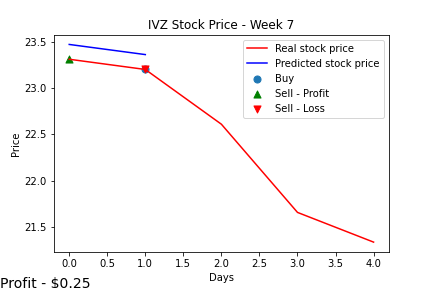 IVZ Stock Price - Week 7
Real stock price
Predicted stock price
Buy
Sell - Profit
Sell - Loss
23.5
23.0
22.5
22.0
21.5
Price
0.0 0.5 1.0 1.5 2.0 2.5 3.0 3.5 4.0
Days
Profit - $0.25